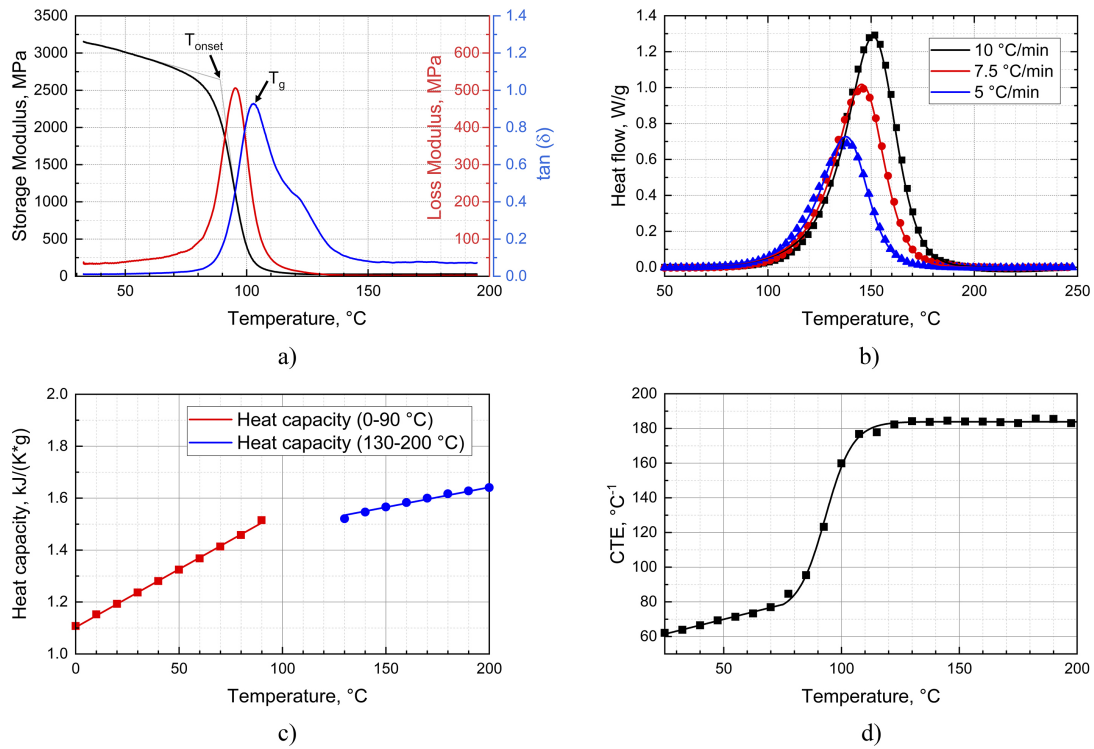 3500
3000
2500
2000
1500
1000
500
0
Storage Modulus, MPa
T onset
T g
600
500
400
300
200
100
Loss Modulus, MPa
1.4
1.2
1.0
0.8
0.6
0.4
0.2
0.0
tan (δ)
50
100
150
200
Temperature, °C
a)
1.4
1.2
1.0
0.8
0.6
0.4
0.2
0.0
Heat flow, W/g
10 °C/min
7.5 °C/min
5 °C/min
50
100
150
200
250
Temperature, °C
b)
2.0
1.8
1.6
1.4
1.2
1.0
Heat capacity, kJ/(K*g)
Heat capacity (0-90 °C)
Heat capacity (130-200 °C)
0
50
100
150
200
Temperature, °C
c)
200
180
160
140
120
100
80
60
CTE, °C⁻¹
50
100
150
200
Temperature, °C
d)